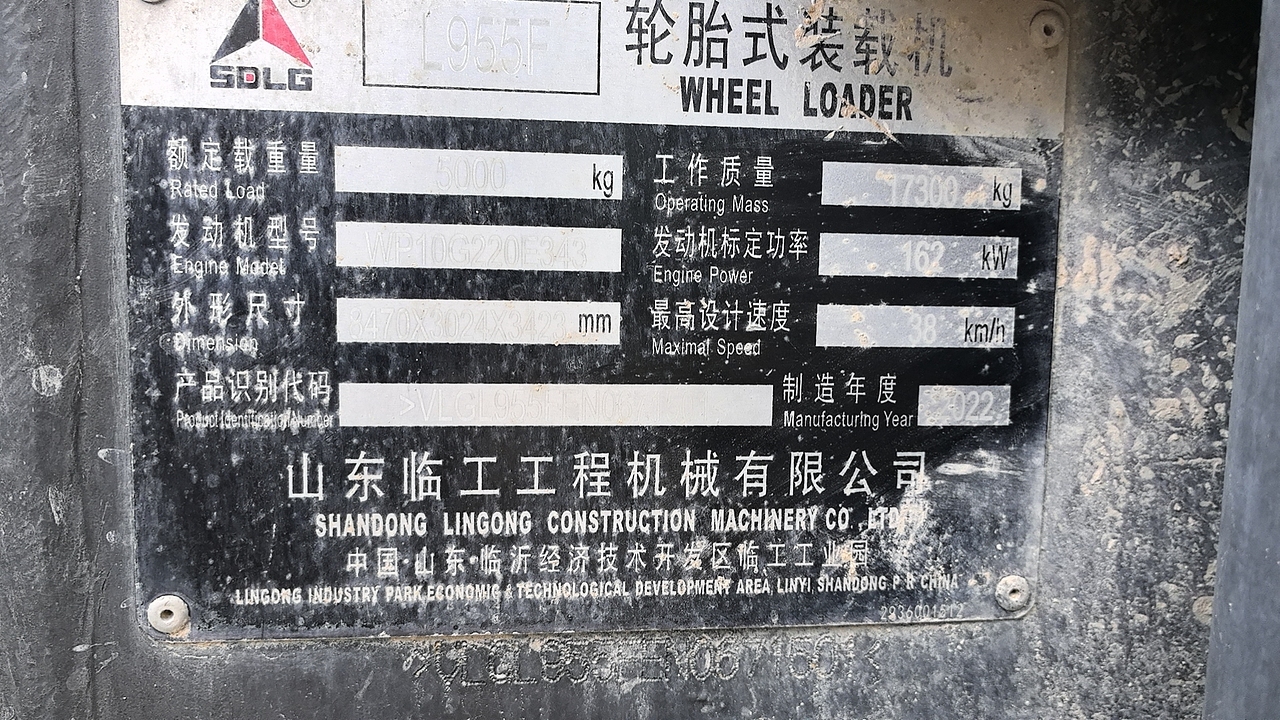 SDLG
L955F
轮胎式装载机
WHEEL LOADER
额定载重量
Rated Load
5000 kg
工作质量
Operating Mass
17300 kg
发动机型号
Engine Model
WP10G220E343
发动机标定功率
Engine Power
162 kW
外形尺寸
Dimension
mm
最高设计速度
Maximal Speed
38 km/h
产品识别代码
Product Identification Number
制造年度
Manufacturing Year
2022
山东临工工程机械有限公司
SHANDONG LINGONG CONSTRUCTION MACHINERY CO.,LTD.
中国·山东·临沂经济技术开发区临工工业园
LINGONG INDUSTRY PARK,ECONOMIC & TECHNOLOGICAL DEVELOPMENT AREA, LINYI, SHANDONG. P. R. CHINA